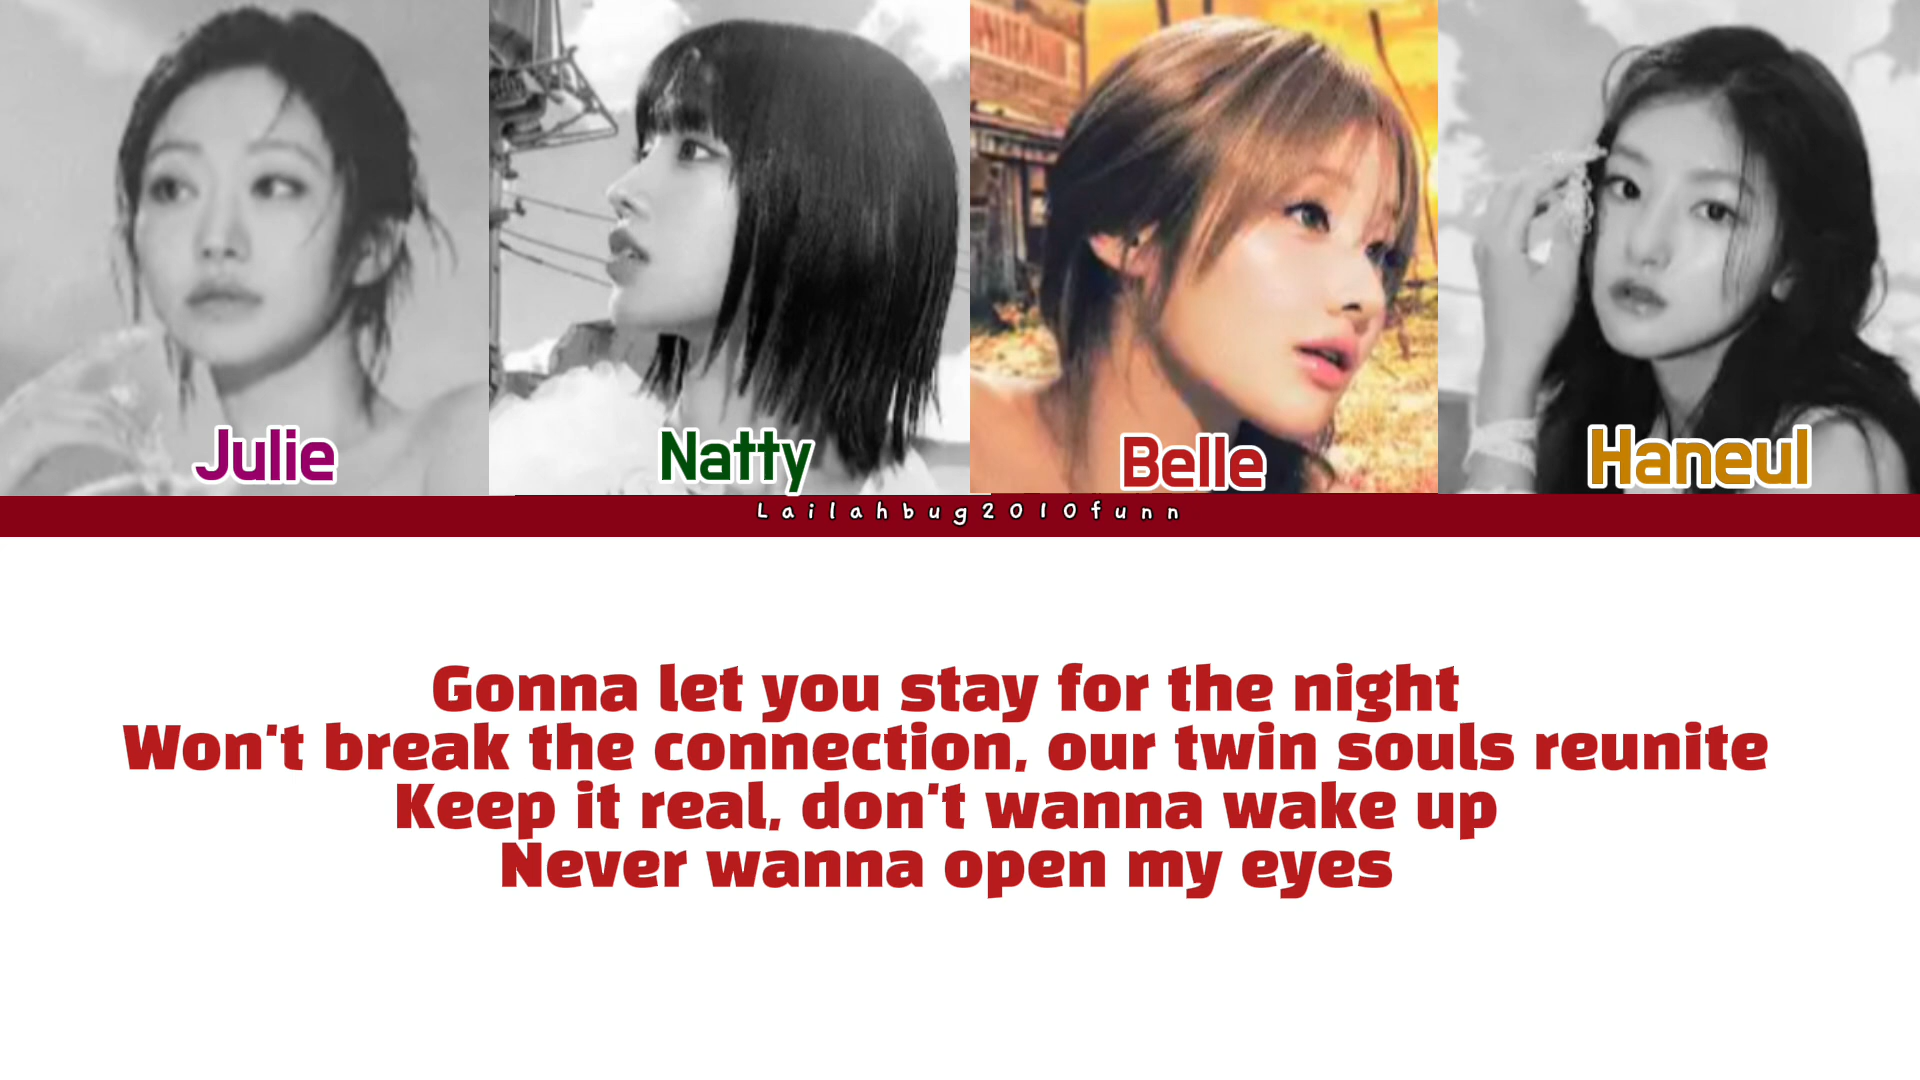 Julie
Natty
Belle
Haneul
Lailahbug2010funn
Gonna let you stay for the night
Won't break the connection, our twin souls reunite
Keep it real, don't wanna wake up
Never wanna open my eyes